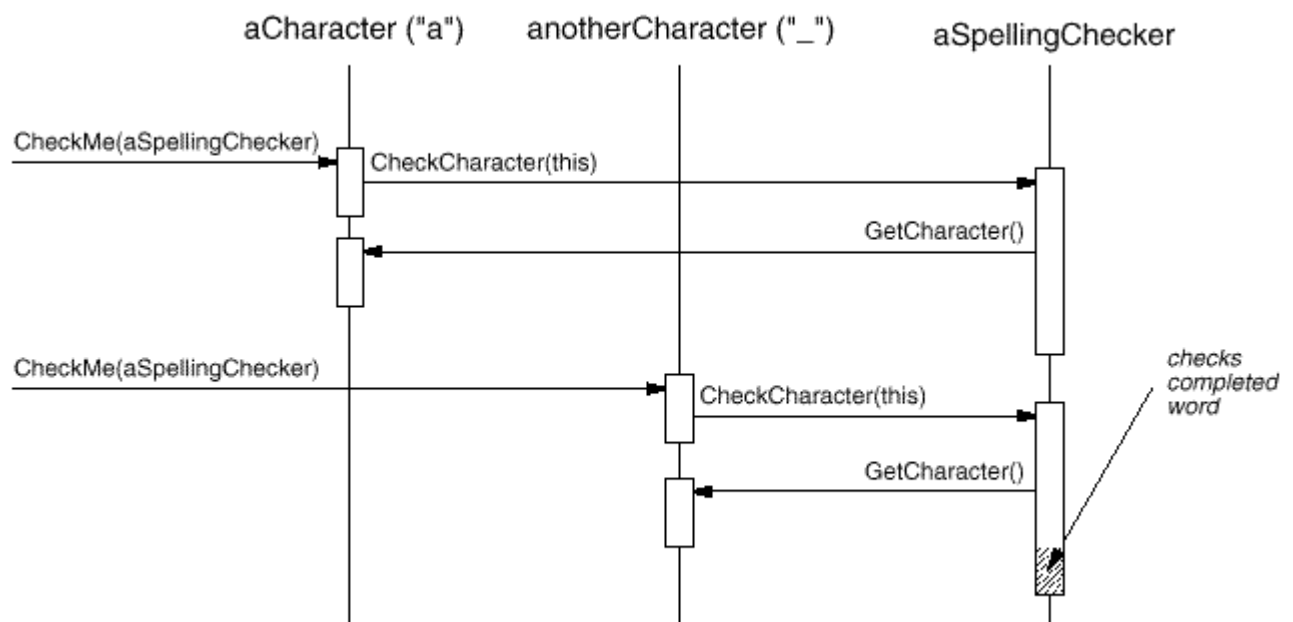 aCharacter ("a")
anotherCharacter ("_")
aSpellingChecker
CheckMe(aSpellingChecker)
CheckCharacter(this)
GetCharacter()
CheckMe(aSpellingChecker)
checks
completed
word
CheckCharacter(this)
GetCharacter()